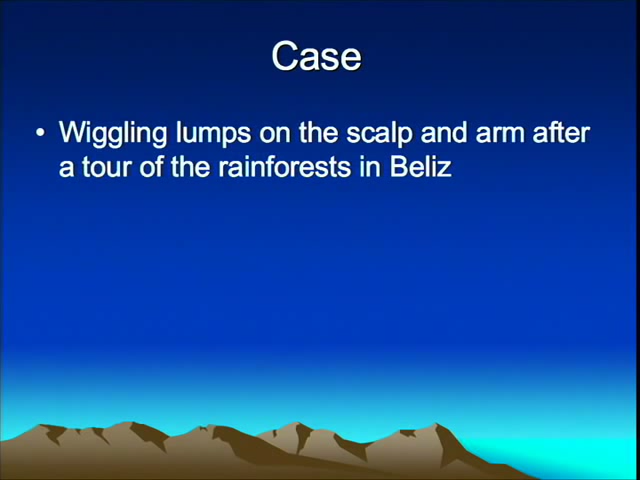 Case
• Wiggling lumps on the scalp and arm after
a tour of the rainforests in Beliz